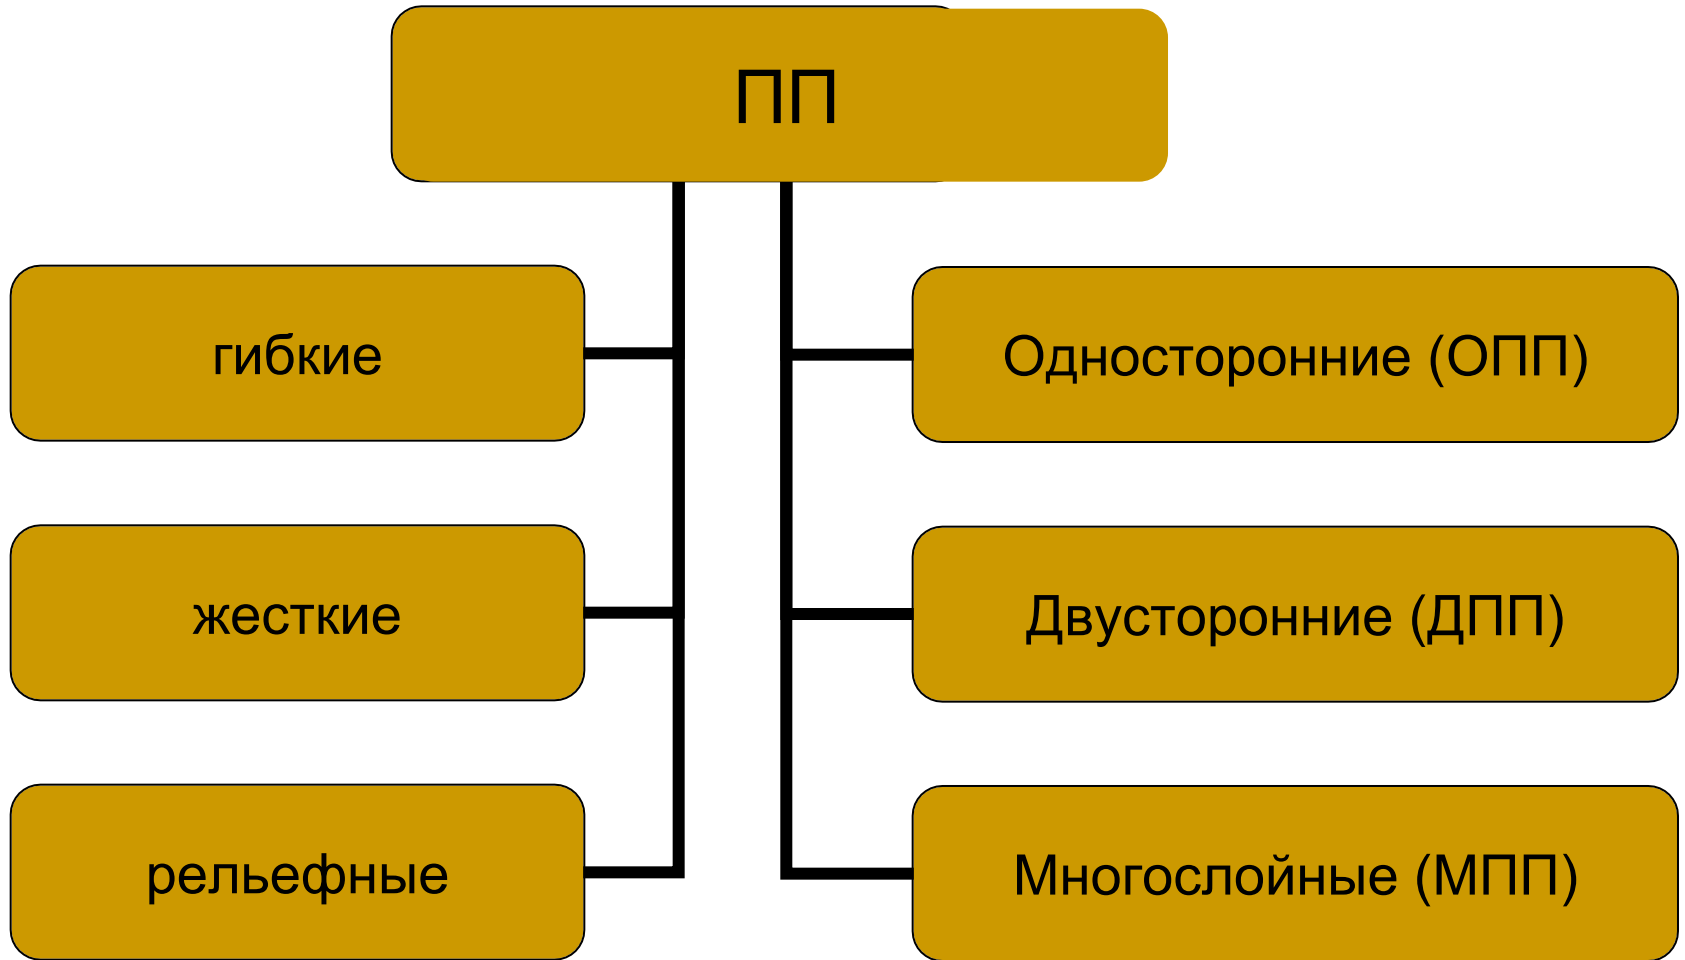 ПП
гибкие
Односторонние (ОПП)
жесткие
Двусторонние (ДПП)
рельефные
Многослойные (МПП)